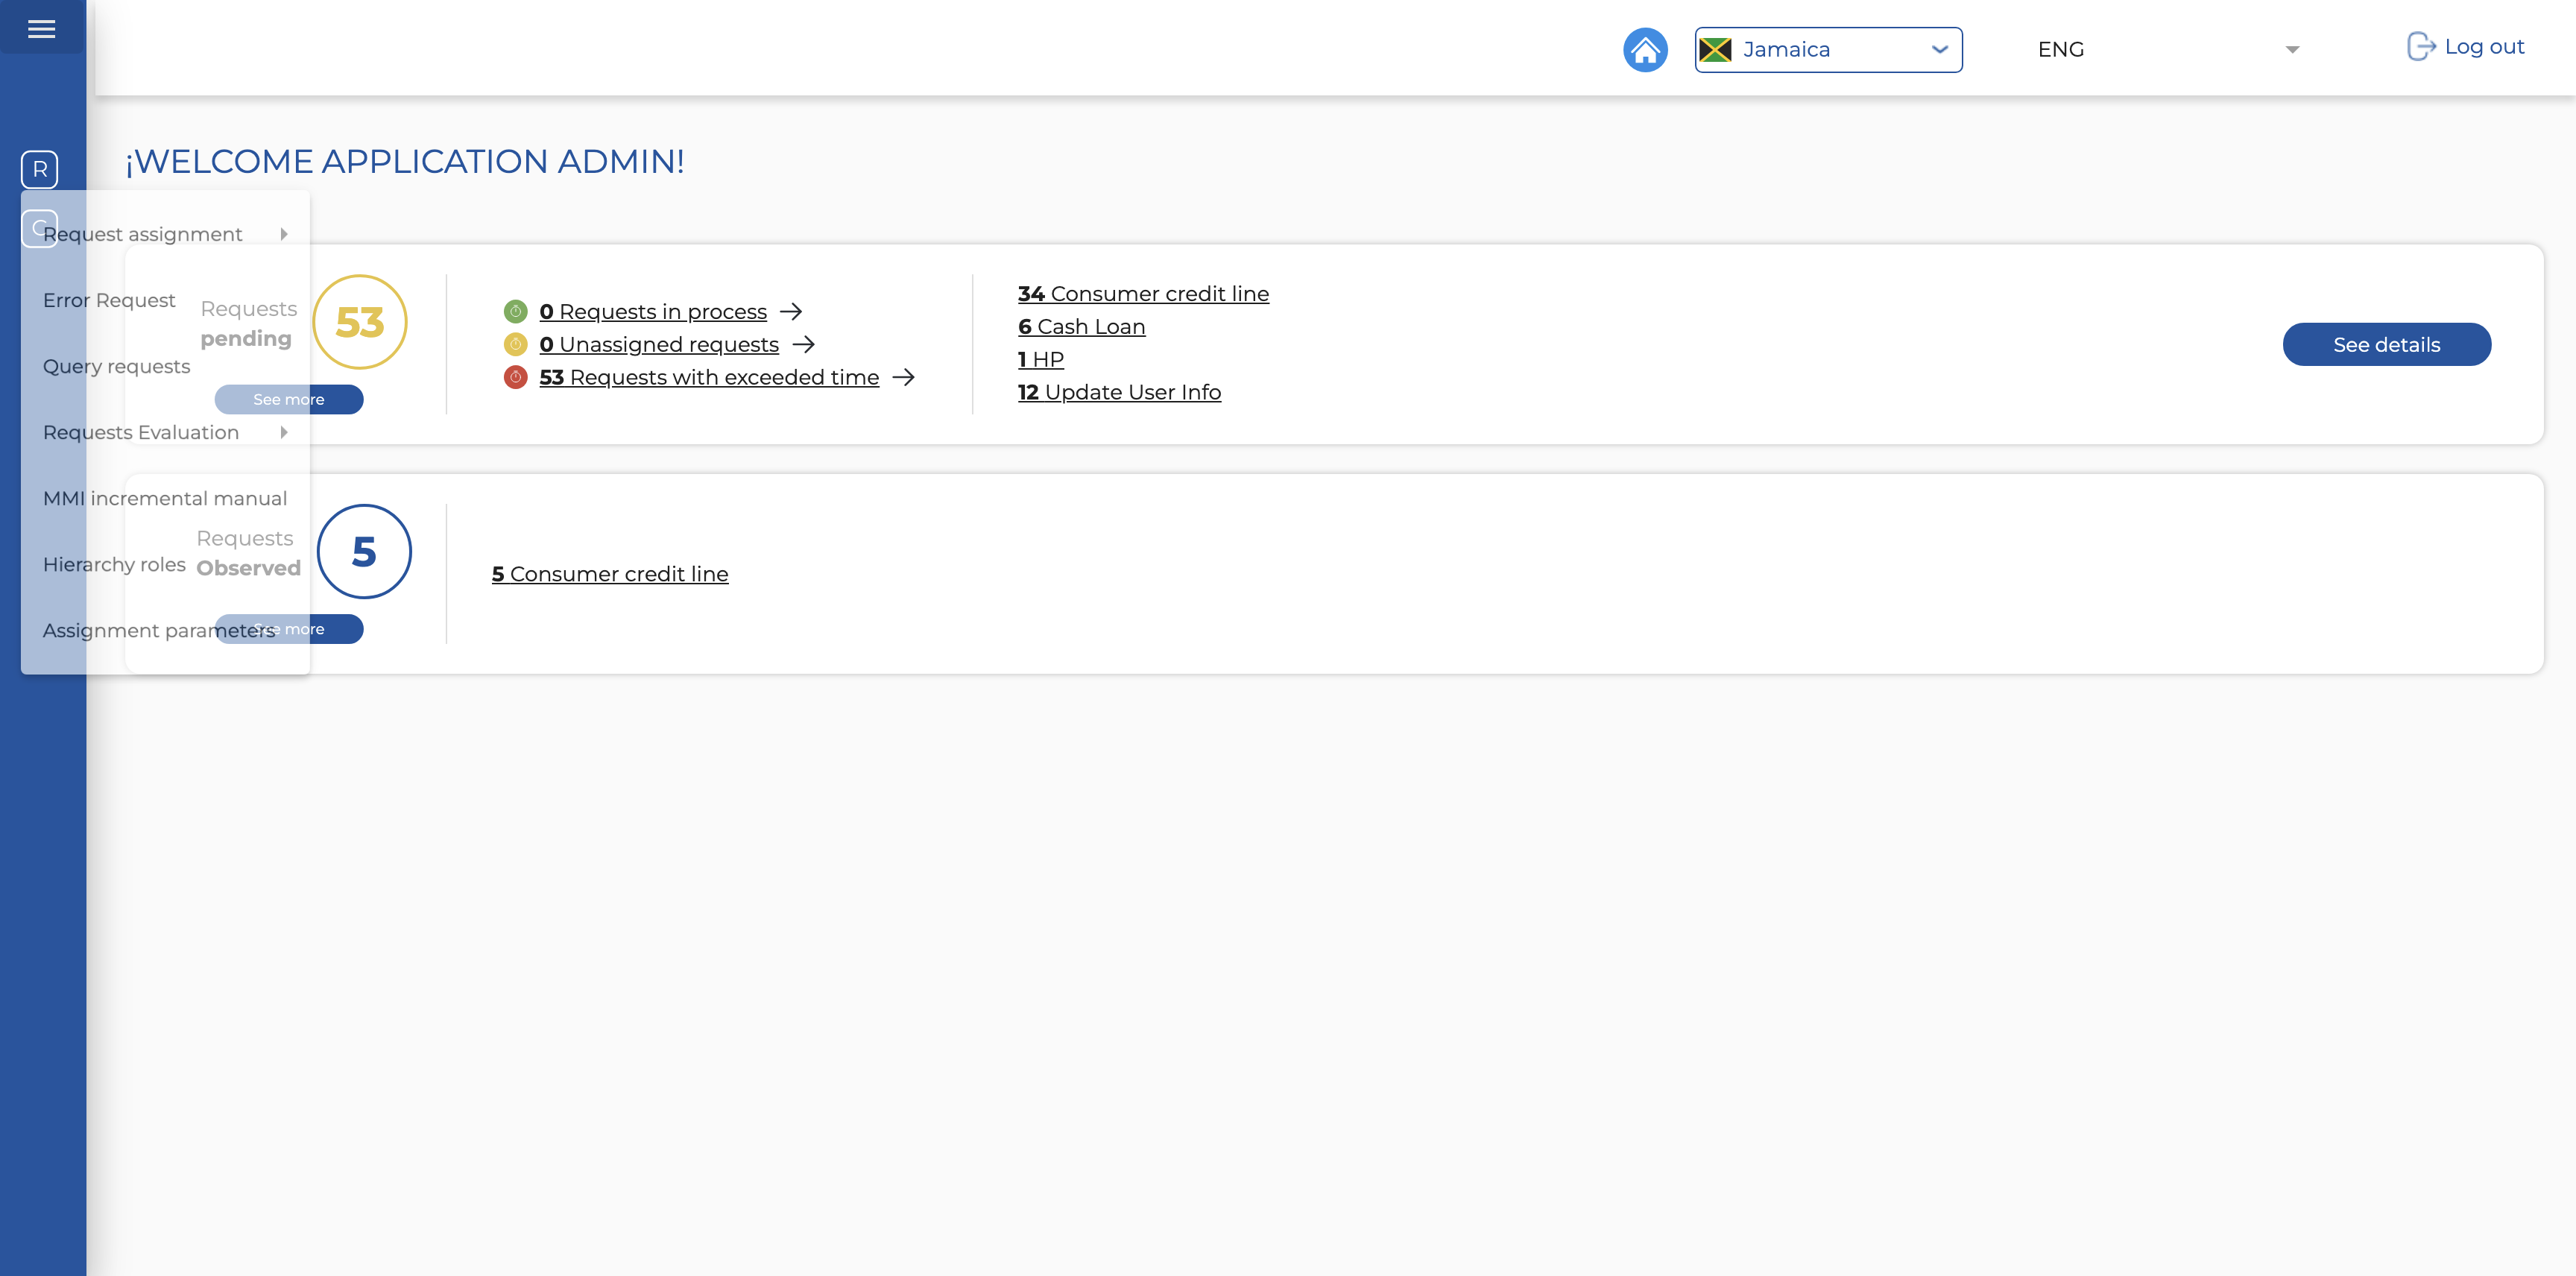 Jamaica
ENG
Log out
R
C
¡WELCOME APPLICATION ADMIN!
Request assignment
Error Request
Query requests
Requests Evaluation
MMI incremental manual
Hierarchy roles
Assignment parameters
Requests
pending
53
See more
0 Requests in process
0 Unassigned requests
53 Requests with exceeded time
34 Consumer credit line
6 Cash Loan
1 HP
12 Update User Info
See details
Requests
Observed
5
See more
5 Consumer credit line